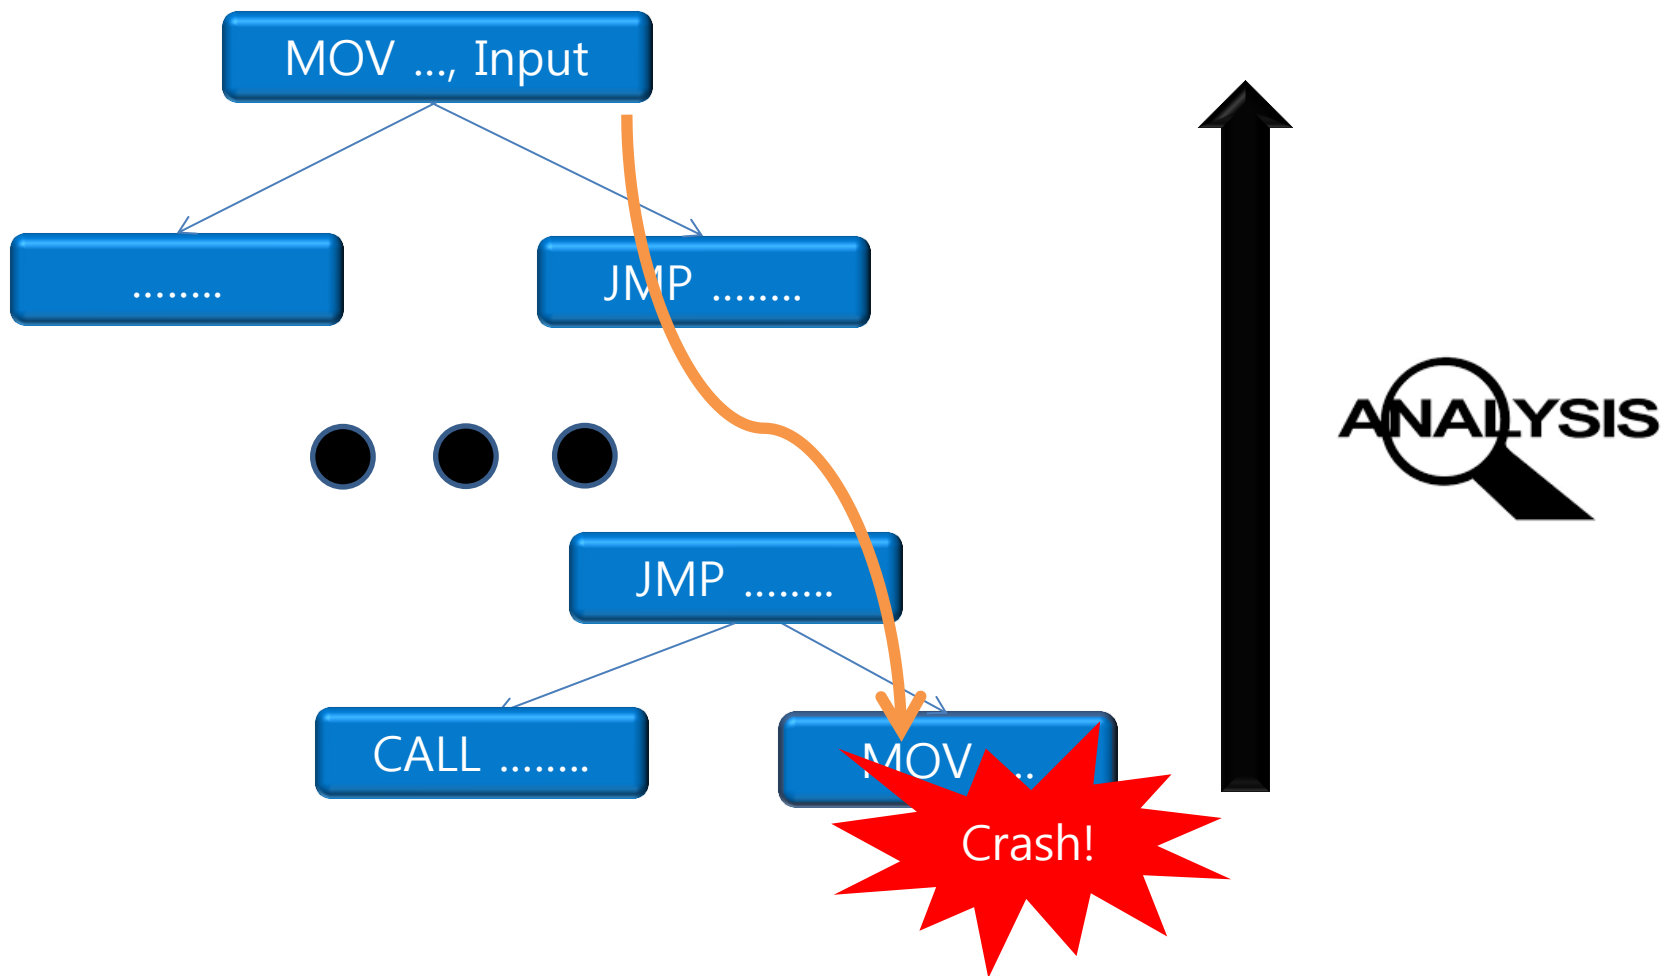 MOV ..., Input
........
JMP ........
ANALYSIS
JMP ........
CALL ........
MOV ....
Crash!